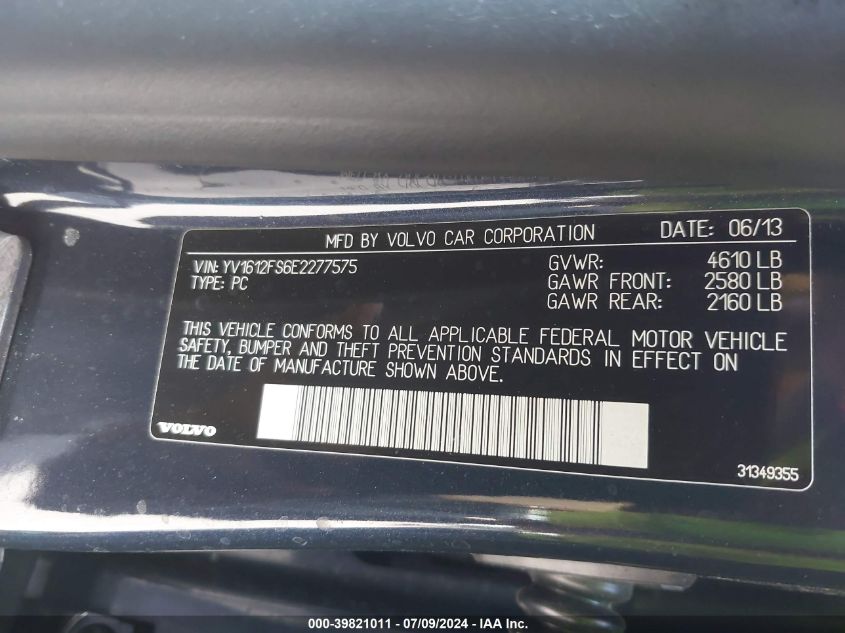 MFD BY VOLVO CAR CORPORATION DATE: 06/13
VIN: YV1612FS6E2277575 GVWR: 4610 LB
TYPE: PC GAWR FRONT: 2580 LB
GAWR REAR: 2160 LB
THIS VEHICLE CONFORMS TO ALL APPLICABLE FEDERAL MOTOR VEHICLE
SAFETY, BUMPER AND THEFT PREVENTION STANDARDS IN EFFECT ON
THE DATE OF MANUFACTURE SHOWN ABOVE.
VOLVO
31349355
000-39821011 - 07/09/2024 - IAA Inc.